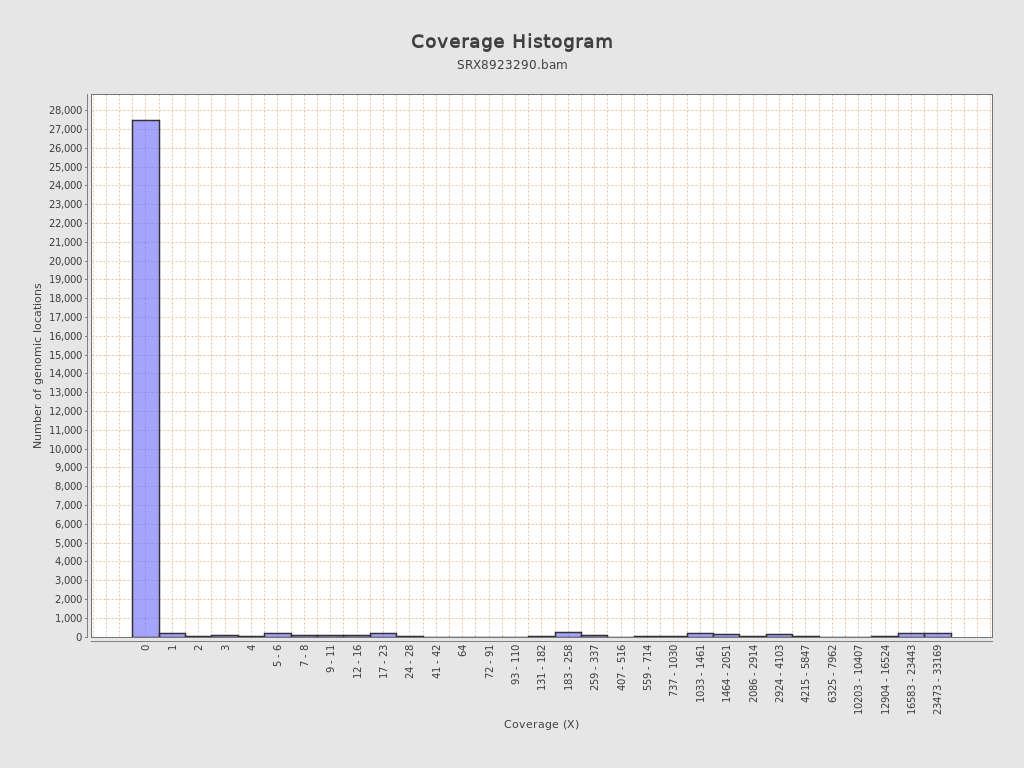 Coverage Histogram
SRX8923290.bam
Number of genomic locations
28,000
27,000
26,000
25,000
24,000
23,000
22,000
21,000
20,000
19,000
18,000
17,000
16,000
15,000
14,000
13,000
12,000
11,000
10,000
9,000
8,000
7,000
6,000
5,000
4,000
3,000
2,000
1,000
0
0
1
2
3
4
5 - 6
7 - 8
9 - 11
12 - 16
17 - 23
24 - 28
41 - 42
64
72 - 91
93 - 110
131 - 182
183 - 258
259 - 337
407 - 516
559 - 714
737 - 1030
1033 - 1461
1464 - 2051
2086 - 2914
2924 - 4103
4215 - 5847
6325 - 7962
10203 - 10407
12904 - 16524
16583 - 23443
23473 - 33169
Coverage (X)